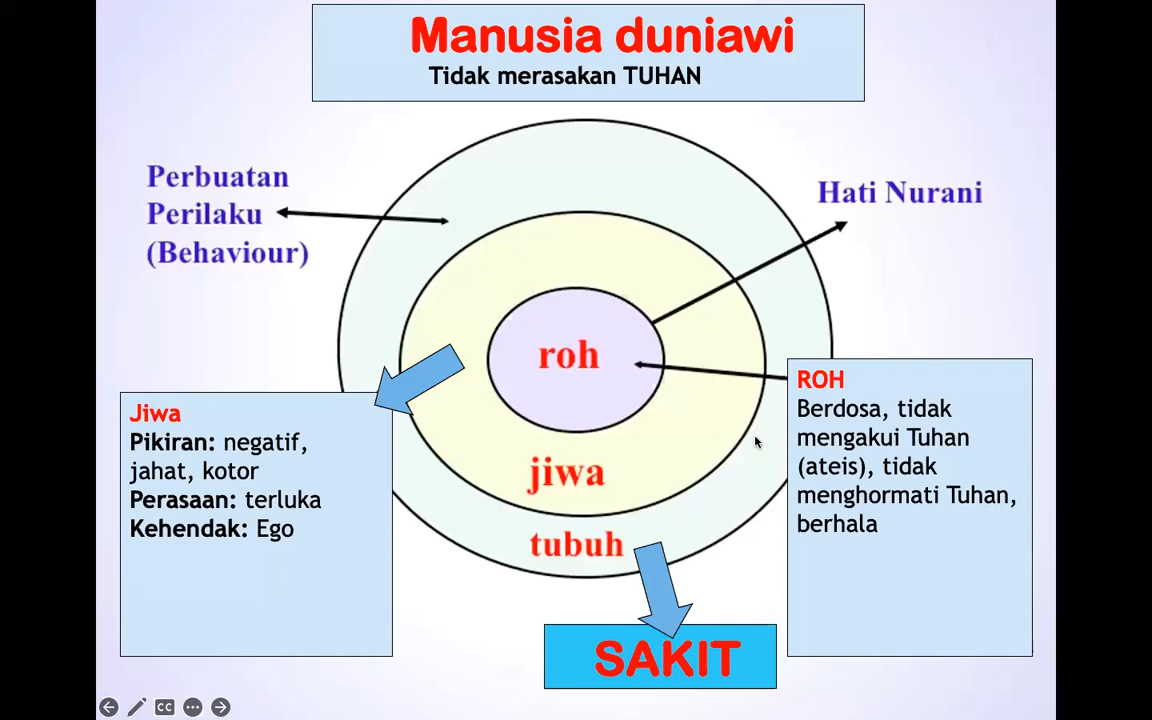 Manusia duniawi
Tidak merasakan TUHAN
Perbuatan
Perilaku
(Behaviour)
Hati Nurani
roh
jiwa
tubuh
Jiwa
Pikiran: negatif,
jahat, kotor
Perasaan: terluka
Kehendak: Ego
ROH
Berdosa, tidak
mengakui Tuhan
(ateis), tidak
menghormati Tuhan,
berhala
SAKIT
CC